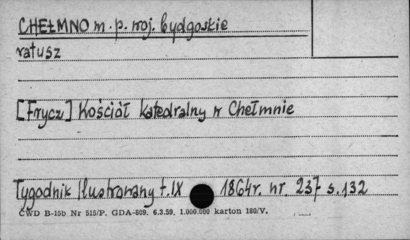 CHEŁMNO m.p. woj. bydgoskie
ratusz
[Frycz] Kościół katedralny w Chełmnie
Tygodnik Ilustrowany t. IX 1864r. nr. 237 s. 132
CWD B-15b Nr 515/P. GDA-609. 6.3.59. 1.000.000 karton 180/V.